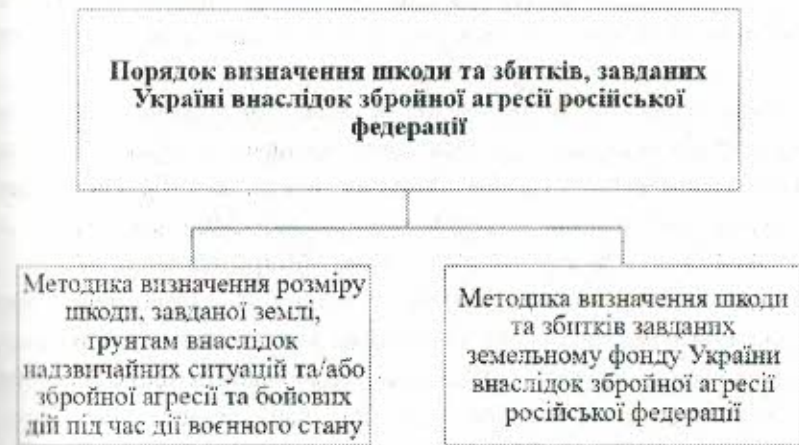 Порядок визначення шкоди та збитків, завданих
Україні внаслідок збройної агресії російської
федерації
Методика визначення розміру
шкоди, завданої землі,
ґрунтам внаслідок
надзвичайних ситуацій та/або
збройної агресії та бойових
дій під час дії воєнного стану
Методика визначення шкоди
та збитків завданих
земельному фонду України
внаслідок збройної агресії
російської федерації